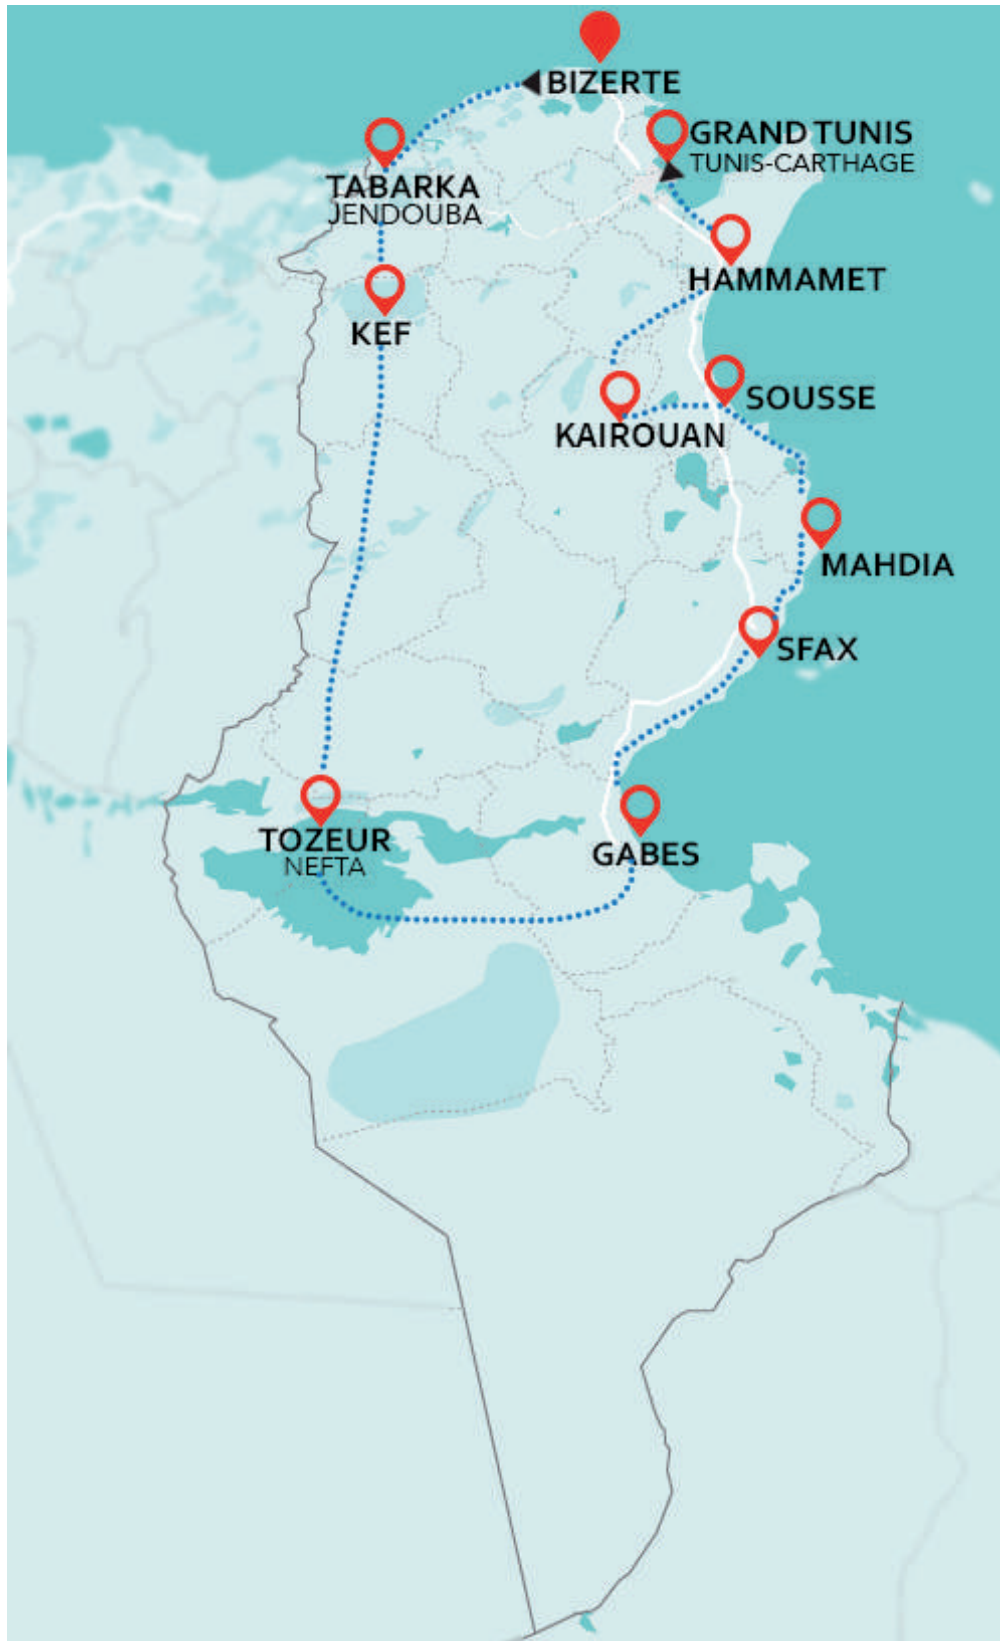 BIZERTE
GRAND TUNIS
TUNIS-CARTHAGE
TABARKA
JENDOUBA
HAMMAMET
KEF
SOUSSE
KAIROUAN
MAHDIA
SFAX
TOZEUR
NEFTA
GABES